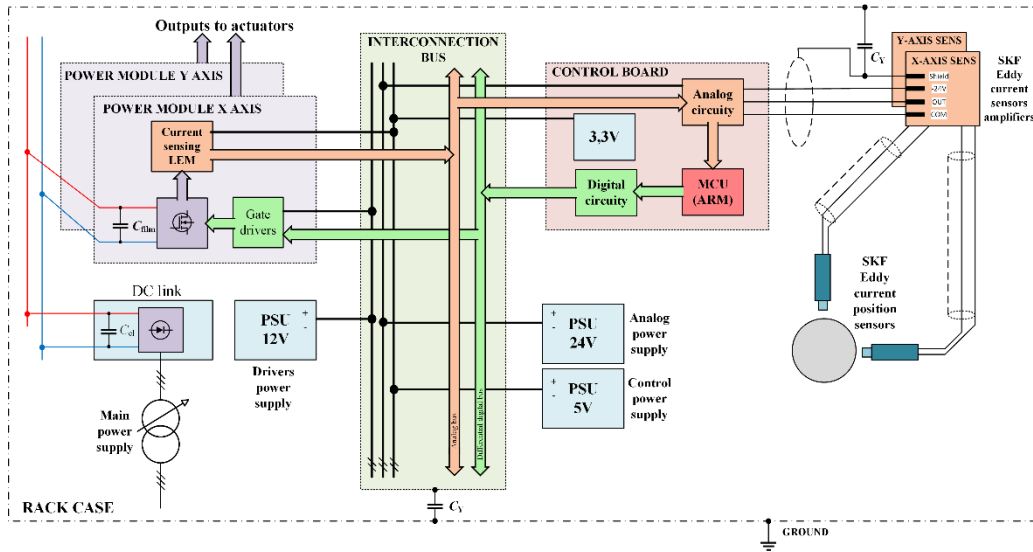 Outputs to actuators
POWER MODULE Y AXIS
POWER MODULE X AXIS
Current
sensing
LEM
C_film
Gate
drivers
DC link
C_el
PSU
12V
+
-
Drivers
power
supply
Main
power
supply
RACK CASE
INTERCONNECTION
BUS
Analog bus
Differential digital bus
C_Y
CONTROL BOARD
Analog
circuity
3,3V
Digital
circuity
MCU
(ARM)
+
-
PSU
24V
Analog
power
supply
+
-
PSU
5V
Control
power
supply
C_Y
Y-AXIS SENS
X-AXIS SENS
Shield
-24V
OUT
COM
SKF
Eddy
current
sensors
amplifiers
SKF
Eddy
current
position
sensors
GROUND